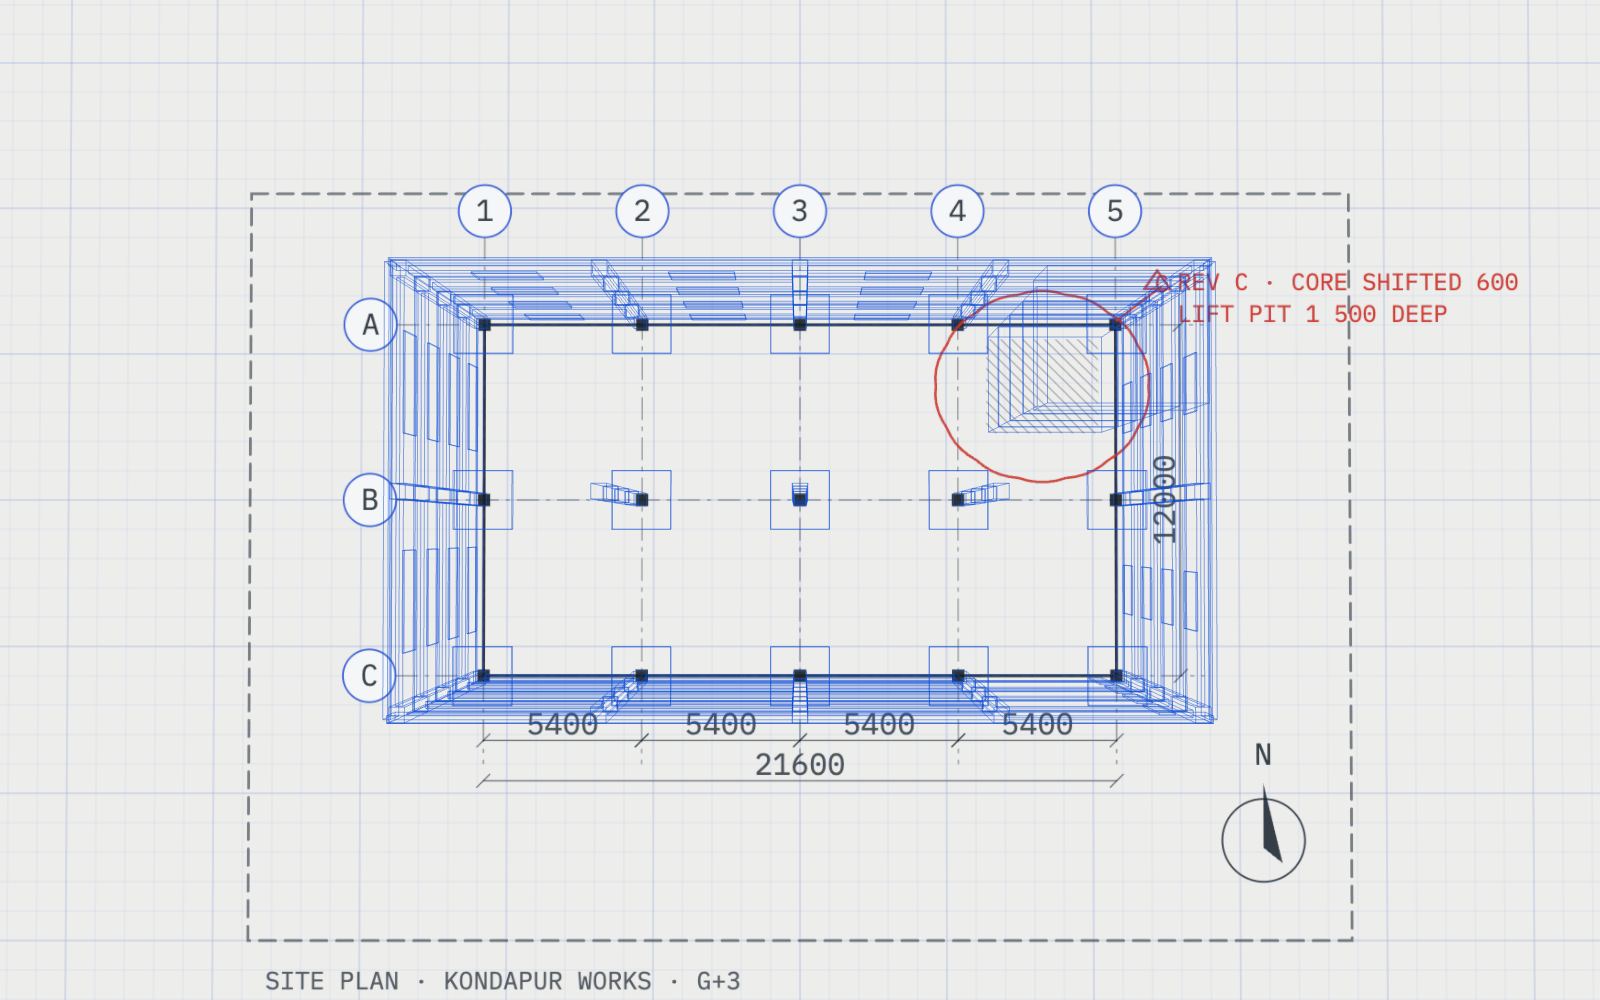 1 2 3 4 5
A
REV C · CORE SHIFTED 600
LIFT PIT 1 500 DEEP
B
12000
C
5400 5400 5400 5400
21600
N
SITE PLAN · KONDAPUR WORKS · G+3